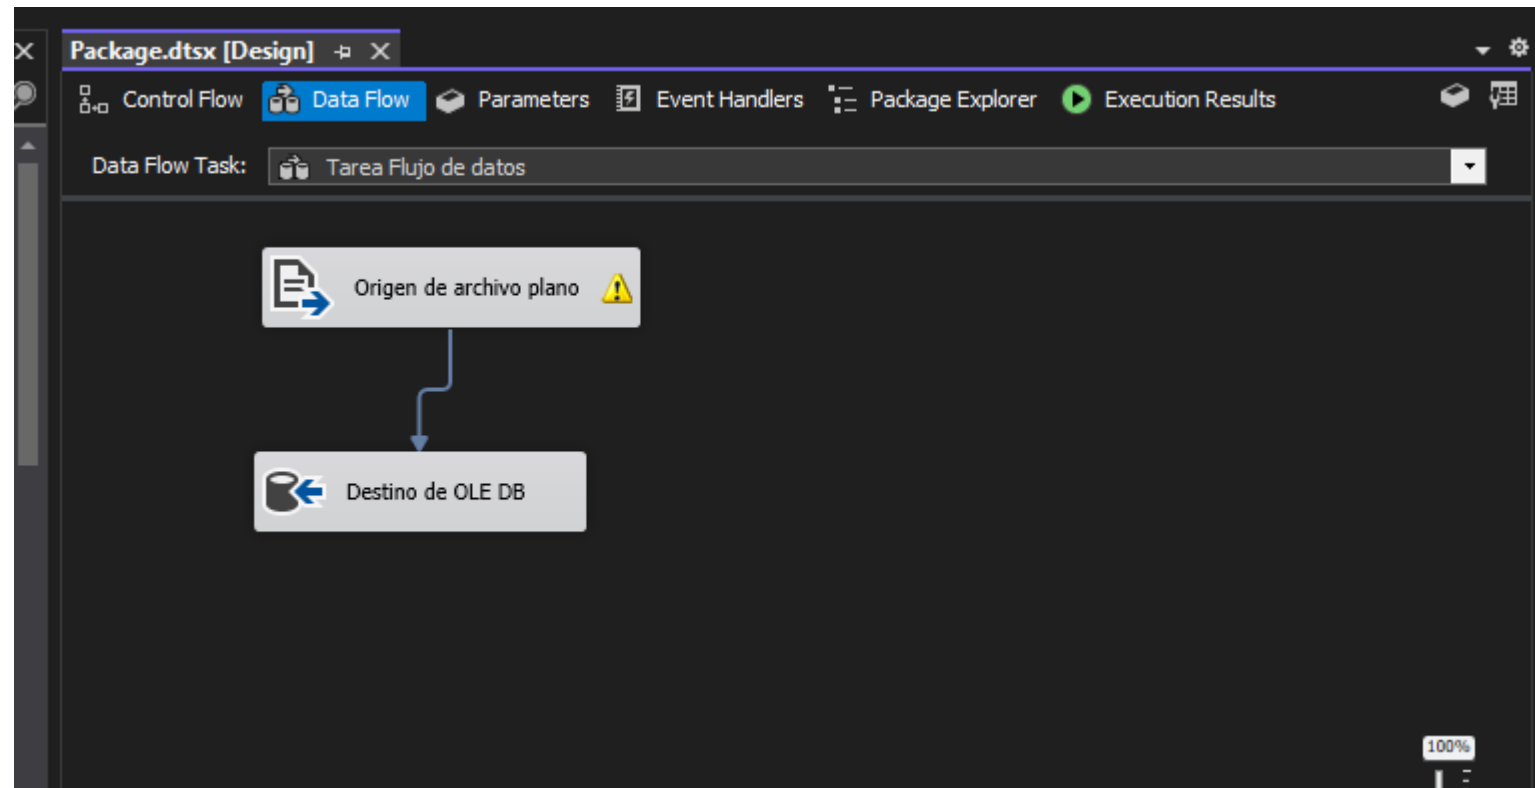 Package.dtsx [Design]
Control Flow Data Flow Parameters Event Handlers Package Explorer Execution Results
Data Flow Task: Tarea Flujo de datos
Origen de archivo plano
Destino de OLE DB
100%